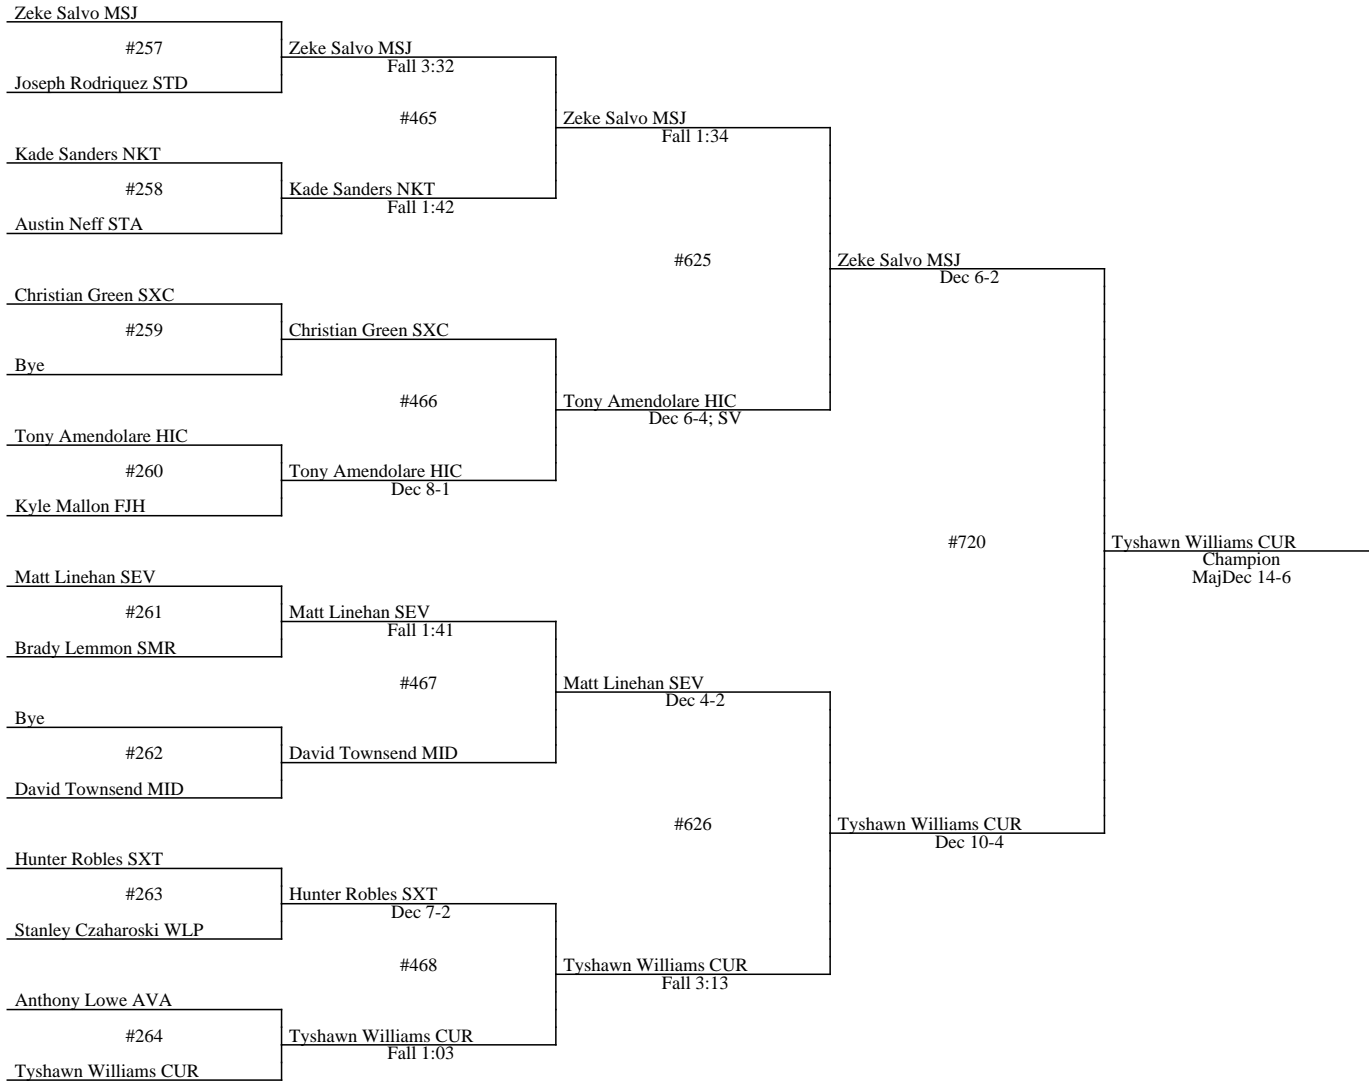 Zeke Salvo MSJ
#257
Joseph Rodriquez STD
Zeke Salvo MSJ
Fall 3:32
#465
Kade Sanders NKT
#258
Austin Neff STA
Kade Sanders NKT
Fall 1:42
Zeke Salvo MSJ
Fall 1:34
#625
Christian Green SXC
#259
Bye
Christian Green SXC
#466
Tony Amendolare HIC
#260
Kyle Mallon FJH
Tony Amendolare HIC
Dec 8-1
Tony Amendolare HIC
Dec 6-4; SV
Zeke Salvo MSJ
Dec 6-2
#720
Matt Linehan SEV
#261
Brady Lemmon SMR
Matt Linehan SEV
Fall 1:41
#467
Bye
#262
David Townsend MID
David Townsend MID
Matt Linehan SEV
Dec 4-2
#626
Hunter Robles SXT
#263
Stanley Czaharoski WLP
Hunter Robles SXT
Dec 7-2
#468
Anthony Lowe AVA
#264
Tyshawn Williams CUR
Tyshawn Williams CUR
Fall 1:03
Tyshawn Williams CUR
Fall 3:13
Tyshawn Williams CUR
Dec 10-4
Tyshawn Williams CUR
Champion
MajDec 14-6